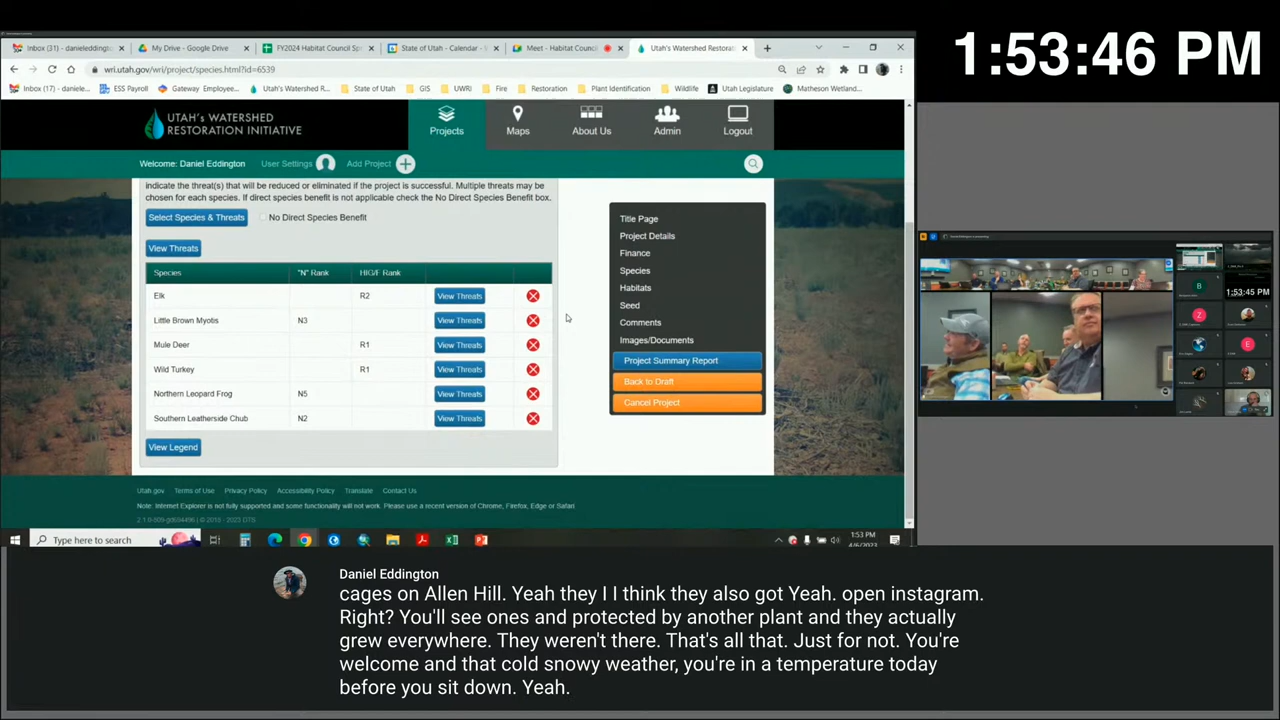 1:53:46 PM
Inbox (31) - danieleddington
My Drive - Google Drive
FY2024 Habitat Council Sp
State of Utah - Calendar -
Meet - Habitat Council
Utah's Watershed Restorat
wri.utah.gov/wri/project/species.html?id=6539
Inbox (17) - daniele...
ESS Payroll
Gateway Employee...
Utah's Watershed R...
State of Utah
GIS
UWRI
Fire
Restoration
Plant Identification
Wildlife
Utah Legislature
Matheson Wetland...
UTAH's WATERSHED
RESTORATION INITIATIVE
Projects
Maps
About Us
Admin
Logout
Welcome: Daniel Eddington
User Settings
Add Project
indicate the threat(s) that will be reduced or eliminated if the project is successful. Multiple threats may be
chosen for each species. If direct species benefit is not applicable check the No Direct Species Benefit box.
Select Species & Threats
No Direct Species Benefit
View Threats
Species "N" Rank HIG/F Rank
Elk R2 View Threats
Little Brown Myotis N3 View Threats
Mule Deer R1 View Threats
Wild Turkey R1 View Threats
Northern Leopard Frog N5 View Threats
Southern Leatherside Chub N2 View Threats
View Legend
Title Page
Project Details
Finance
Species
Habitats
Seed
Comments
Images/Documents
Project Summary Report
Back to Draft
Cancel Project
1:53:45 PM
Utah.gov Terms of Use Privacy Policy Accessibility Policy Translate Contact Us
Note: Internet Explorer is not fully supported and some functionality will not work. Please use a recent version of Chrome, Firefox, Edge or Safari
Type here to search
1:53 PM
4/6/2023
Daniel Eddington
cages on Allen Hill. Yeah they I I think they also got Yeah. open instagram.
Right? You'll see ones and protected by another plant and they actually
grew everywhere. They weren't there. That's all that. Just for not. You're
welcome and that cold snowy weather, you're in a temperature today
before you sit down. Yeah.